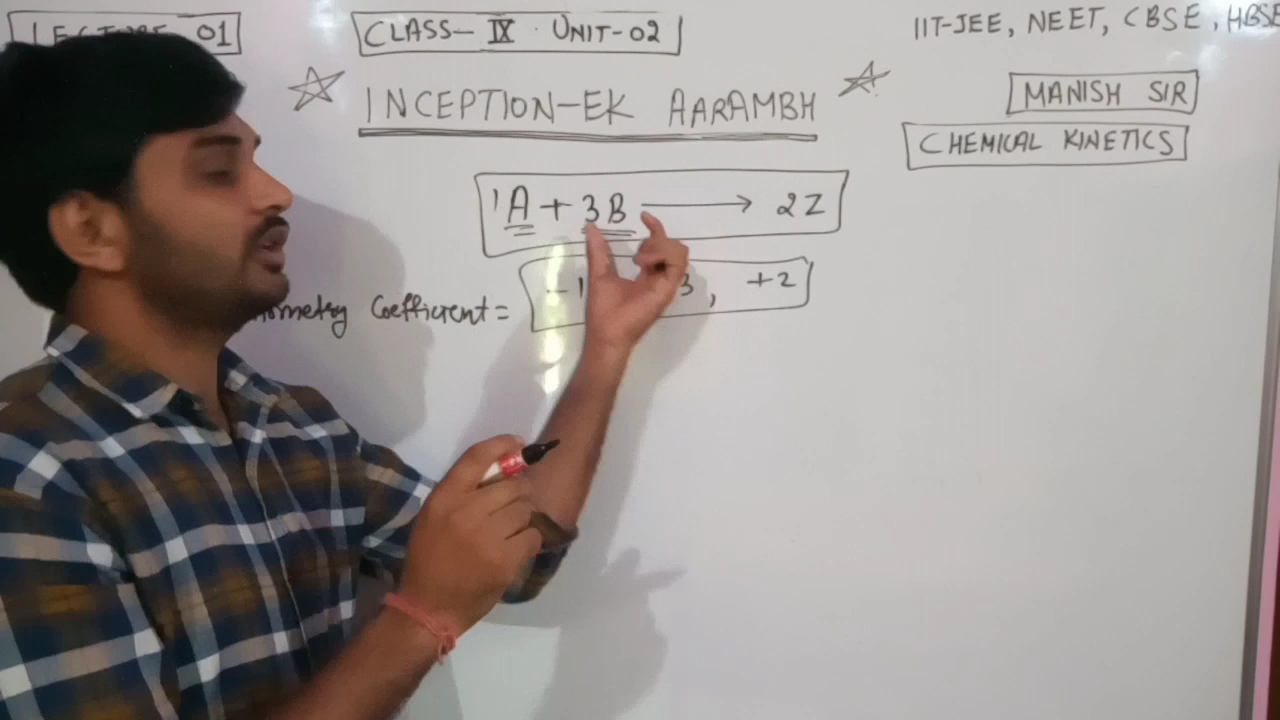 LECTURE 01
CLASS-IX · UNIT-02
IIT-JEE, NEET, CBSE, HBSE
INCEPTION-EK AARAMBH
MANISH SIR
CHEMICAL KINETICS
1A + 3B ⟶ 2Z
Coefficient = -1 3, +2